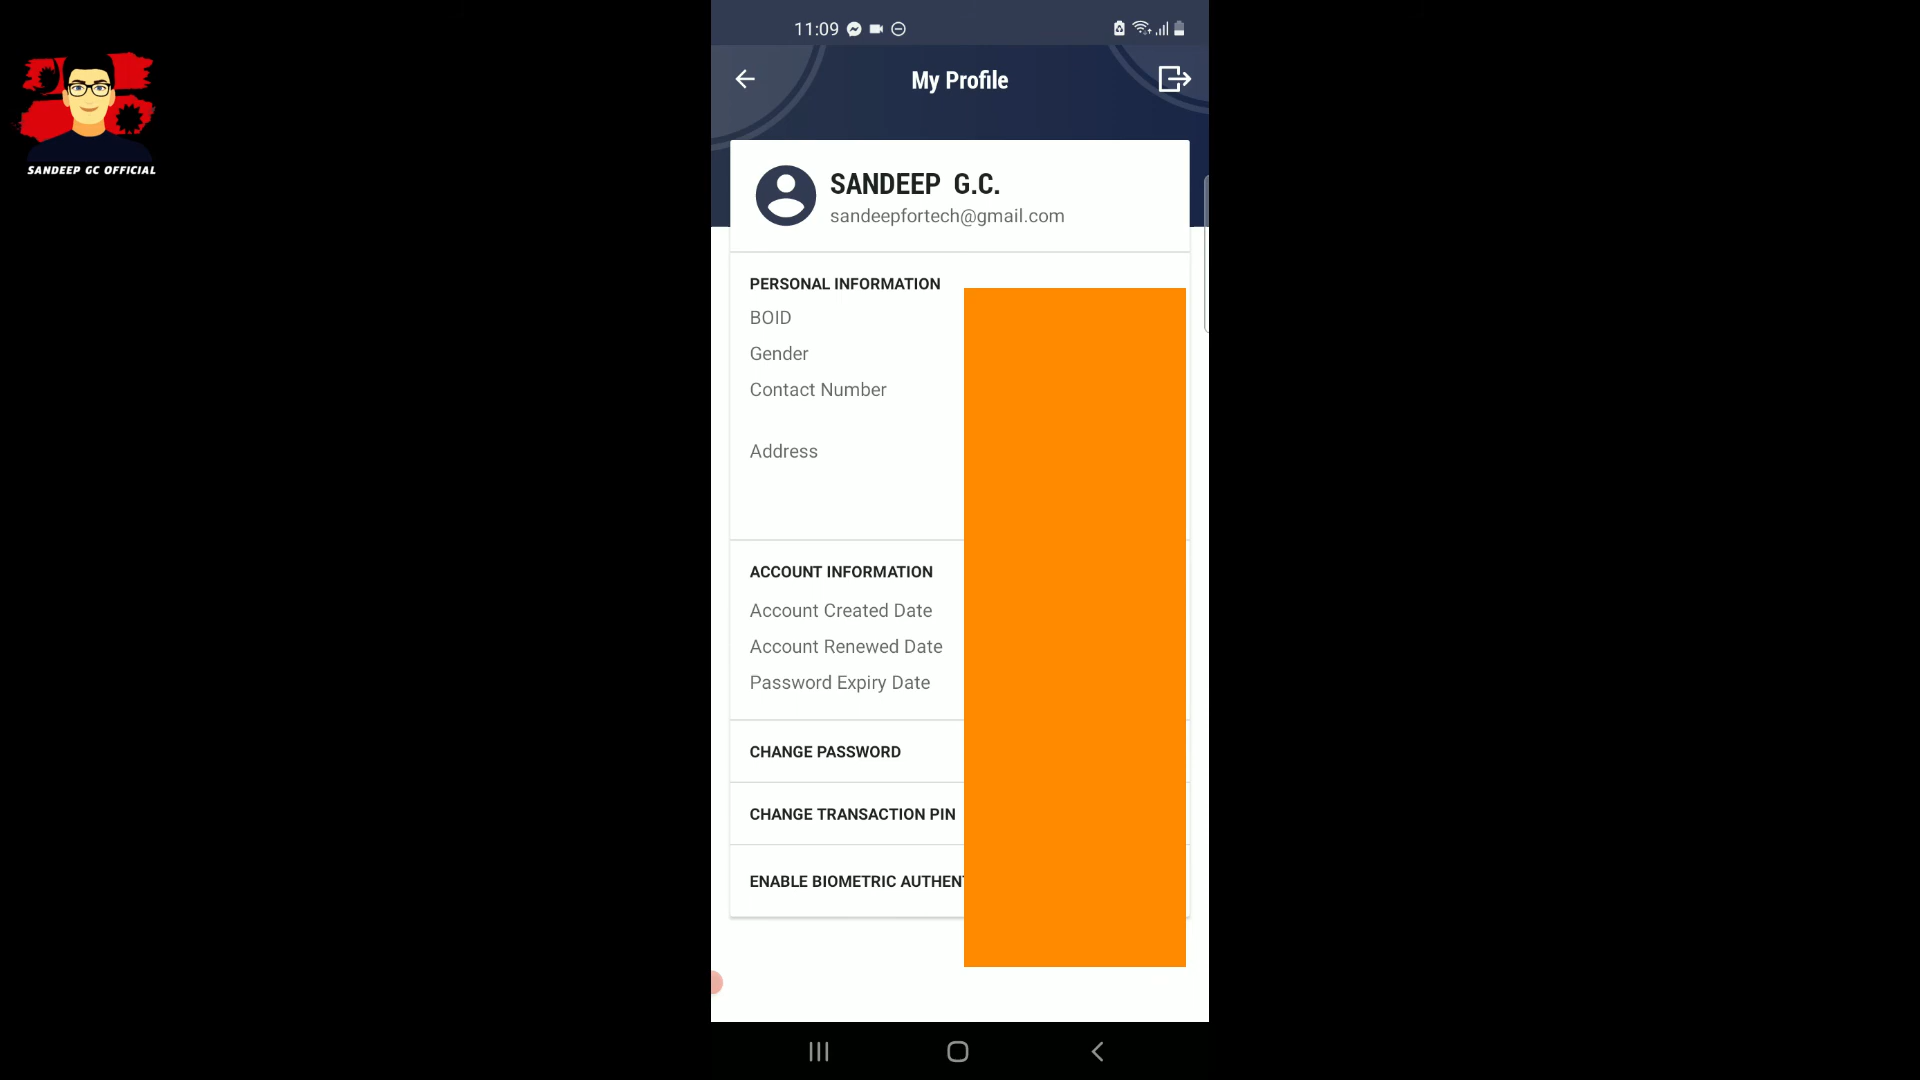 SANDEEP GC OFFICIAL
11:09
My Profile
SANDEEP G.C.
sandeepfortech@gmail.com
PERSONAL INFORMATION
BOID
Gender
Contact Number
Address
ACCOUNT INFORMATION
Account Created Date
Account Renewed Date
Password Expiry Date
CHANGE PASSWORD
CHANGE TRANSACTION PIN
ENABLE BIOMETRIC AUTHENT